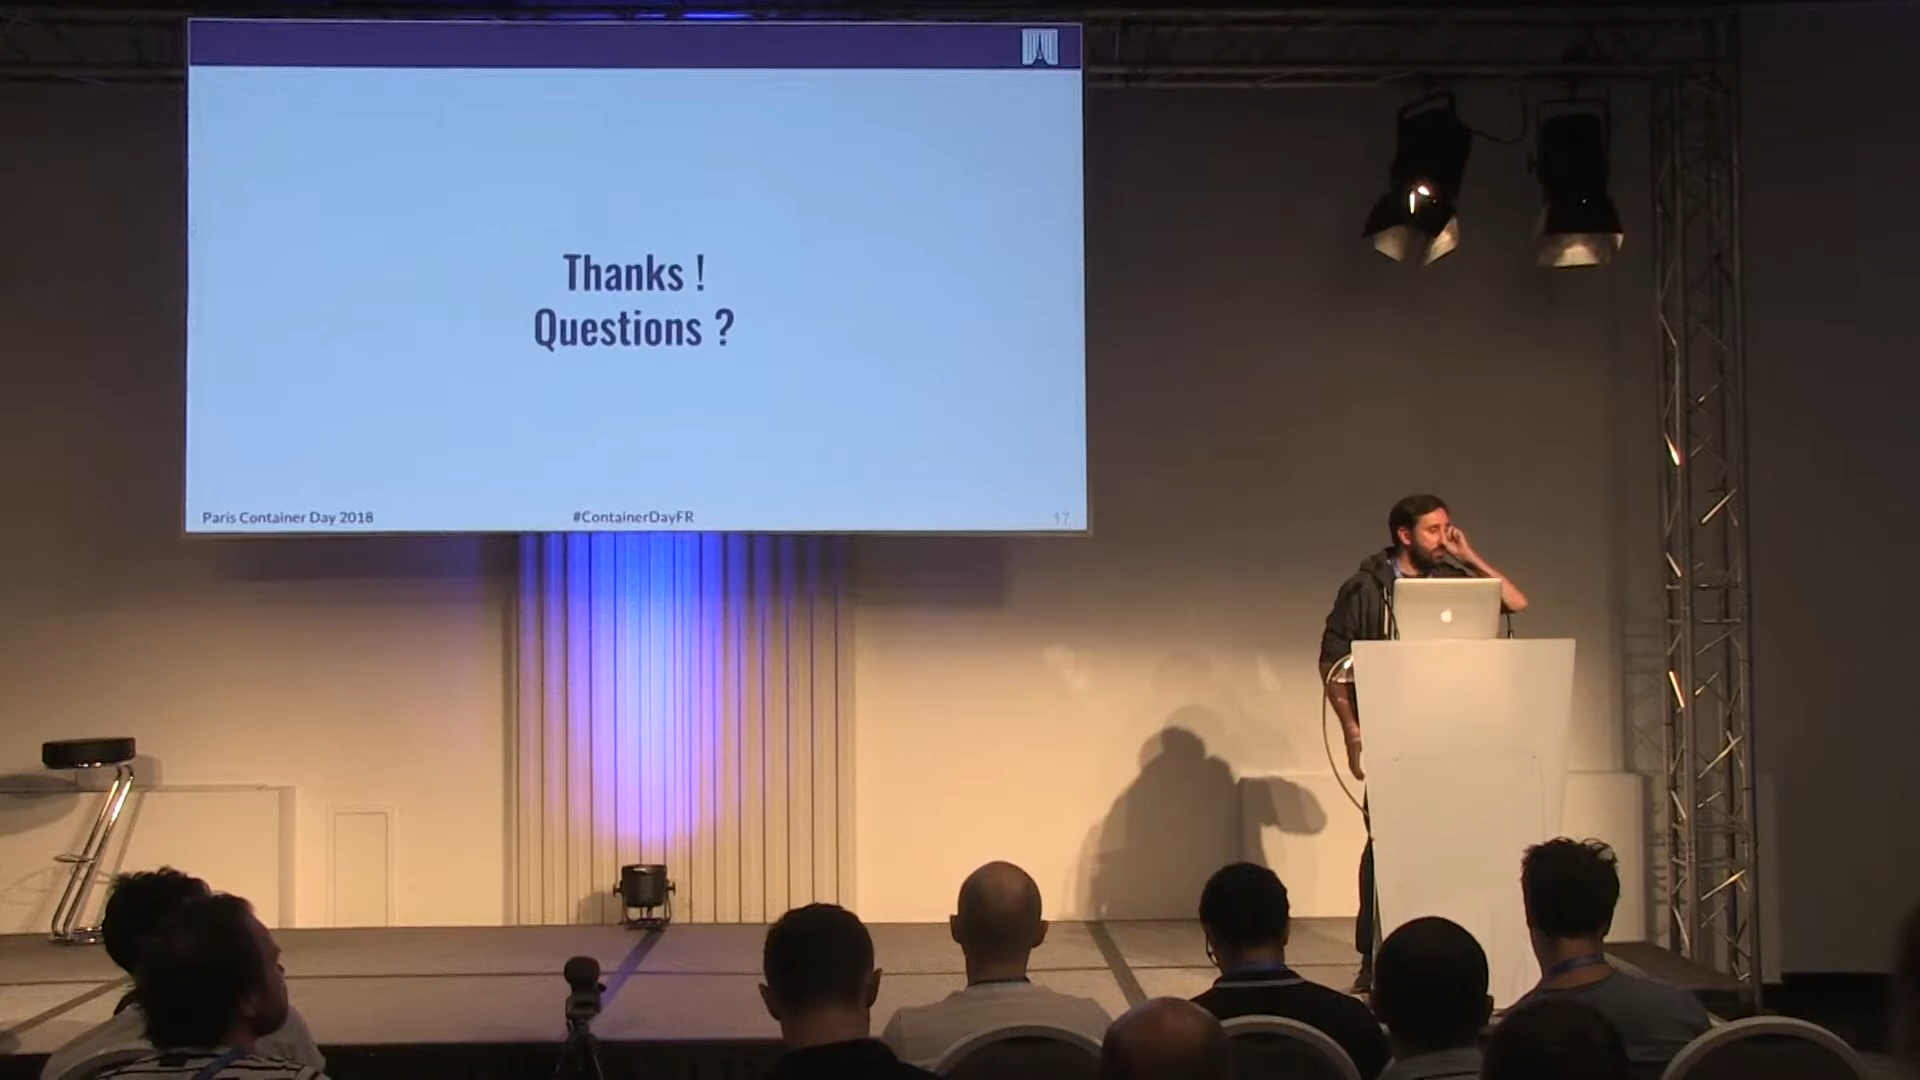 Thanks !
Questions ?
Paris Container Day 2018
#ContainerDayFR
17